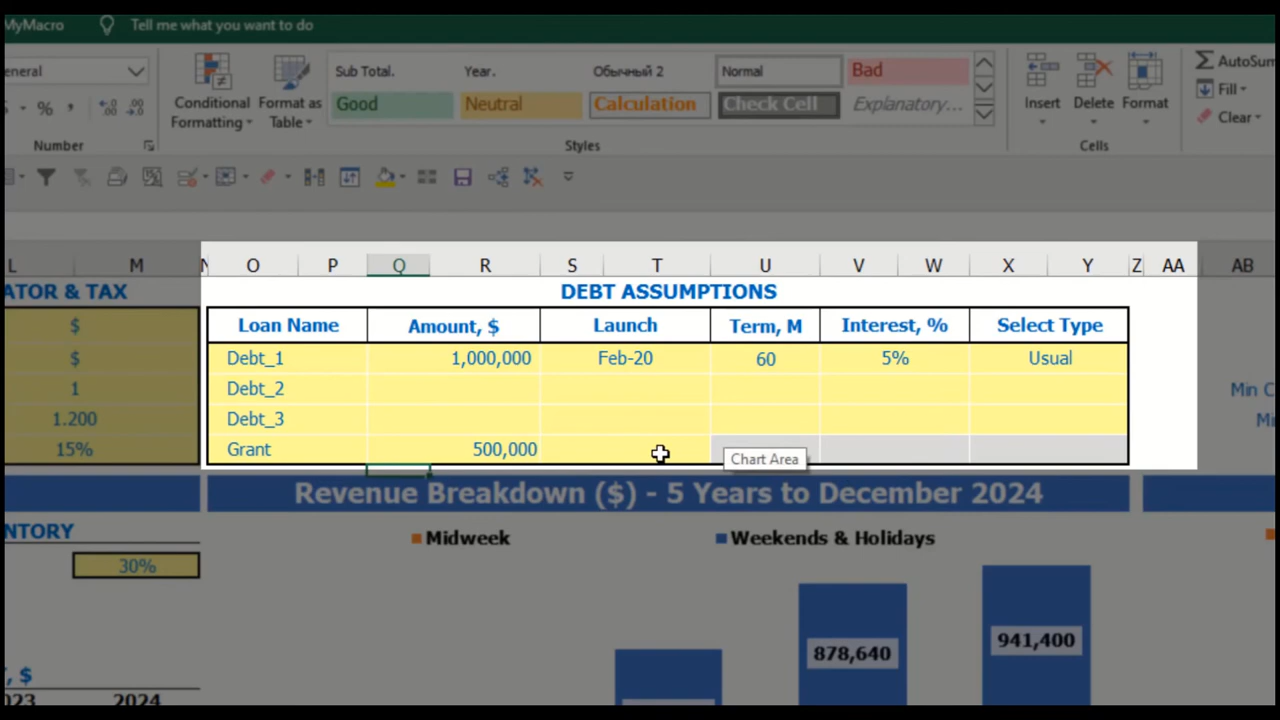 MyMacro Tell me what you want to do
eneral Sub Total. Year. Обычный 2 Normal Bad
% , Conditional Formatting Format as Table Good Neutral Calculation Check Cell Explanatory... Insert Delete Format AutoSum Fill Clear
Number Styles Cells
L M N O P Q R S T U V W X Y Z AA AB
ATOR & TAX DEBT ASSUMPTIONS
$ Loan Name Amount, $ Launch Term, M Interest, % Select Type
$ Debt_1 1,000,000 Feb-20 60 5% Usual
1 Debt_2 Min C
1.200 Debt_3
15% Grant 500,000 Chart Area
Revenue Breakdown ($) - 5 Years to December 2024
NTORY Midweek Weekends & Holidays
30%
878,640 941,400
, $
023 2024